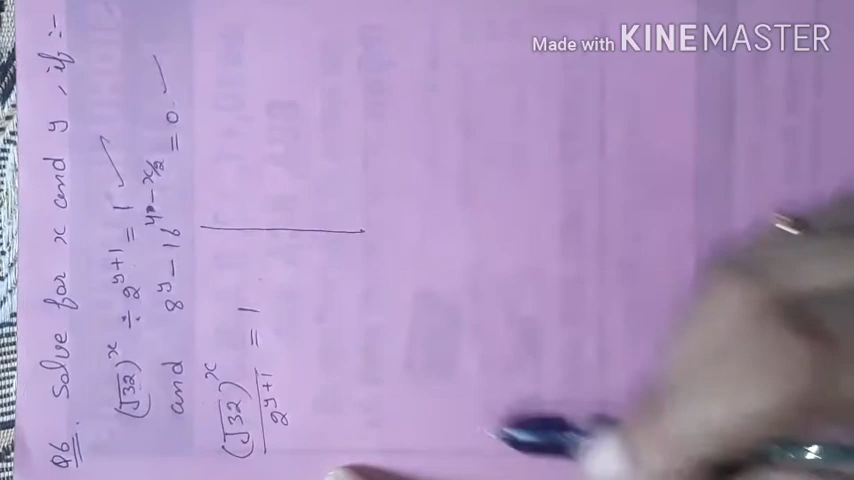 Q6. Solve for x and y, if :-
(√32)^x ÷ 2^{y+1} = 1
and 8^y - 16^{4 - x/2} = 0.
(√32)^x / 2^{y+1} = 1
Made with KINEMASTER